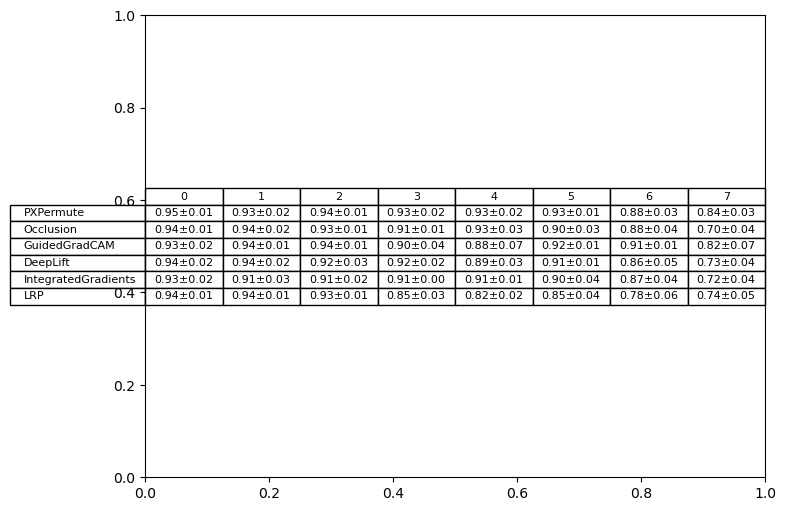 1.0
0.8
0 1 2 3 4 5 6 7
0.6
PXPermute 0.95±0.01 0.93±0.02 0.94±0.01 0.93±0.02 0.93±0.02 0.93±0.01 0.88±0.03 0.84±0.03
Occlusion 0.94±0.01 0.94±0.02 0.93±0.01 0.91±0.01 0.93±0.03 0.90±0.03 0.88±0.04 0.70±0.04
GuidedGradCAM 0.93±0.02 0.94±0.01 0.94±0.01 0.90±0.04 0.88±0.07 0.92±0.01 0.91±0.01 0.82±0.07
DeepLift 0.94±0.02 0.94±0.02 0.92±0.03 0.92±0.02 0.89±0.03 0.91±0.01 0.86±0.05 0.73±0.04
IntegratedGradients 0.93±0.02 0.91±0.03 0.91±0.02 0.91±0.00 0.91±0.01 0.90±0.04 0.87±0.04 0.72±0.04
0.4
LRP 0.94±0.01 0.94±0.01 0.93±0.01 0.85±0.03 0.82±0.02 0.85±0.04 0.78±0.06 0.74±0.05
0.2
0.0
0.0 0.2 0.4 0.6 0.8 1.0